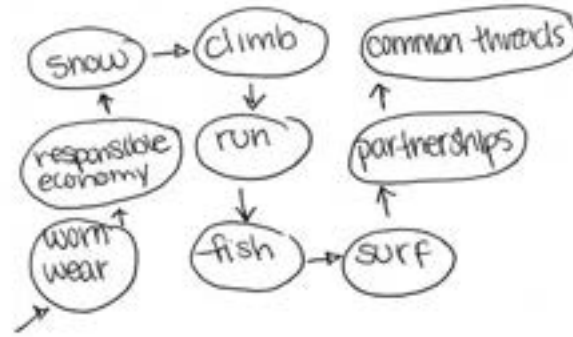 snow
climb
common threads
responsible
economy
run
partnerships
worn
wear
fish
surf